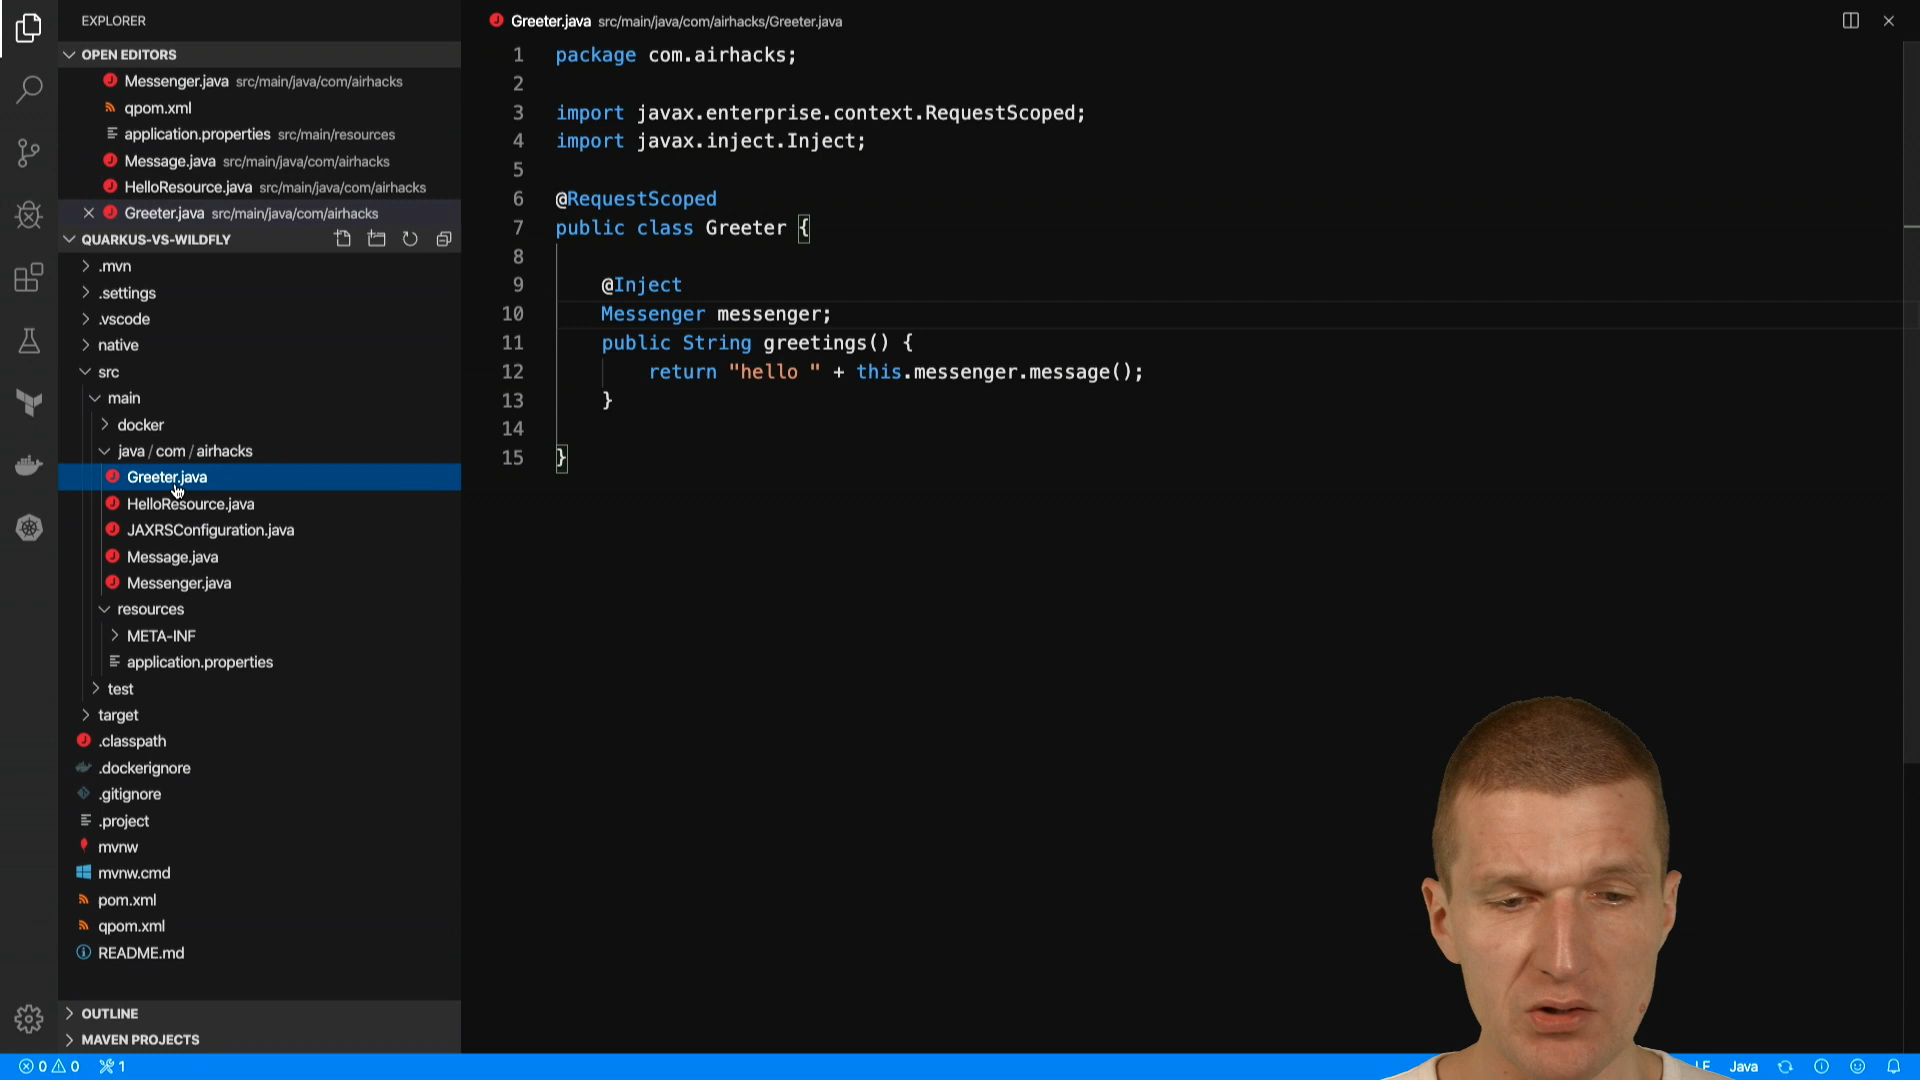 EXPLORER
OPEN EDITORS
Messenger.java src/main/java/com/airhacks
qpom.xml
application.properties src/main/resources
Message.java src/main/java/com/airhacks
HelloResource.java src/main/java/com/airhacks
Greeter.java src/main/java/com/airhacks
QUARKUS-VS-WILDFLY
.mvn
.settings
.vscode
native
src
main
docker
java / com / airhacks
Greeter.java
HelloResource.java
JAXRSConfiguration.java
Message.java
Messenger.java
resources
META-INF
application.properties
test
target
.classpath
.dockerignore
.gitignore
.project
mvnw
mvnw.cmd
pom.xml
qpom.xml
README.md
OUTLINE
MAVEN PROJECTS
Greeter.java src/main/java/com/airhacks/Greeter.java
1 package com.airhacks;
2
3 import javax.enterprise.context.RequestScoped;
4 import javax.inject.Inject;
5
6 @RequestScoped
7 public class Greeter {
8
9 @Inject
10 Messenger messenger;
11 public String greetings() {
12 return "hello " + this.messenger.message();
13 }
14
15 }
0 0 1
LF Java